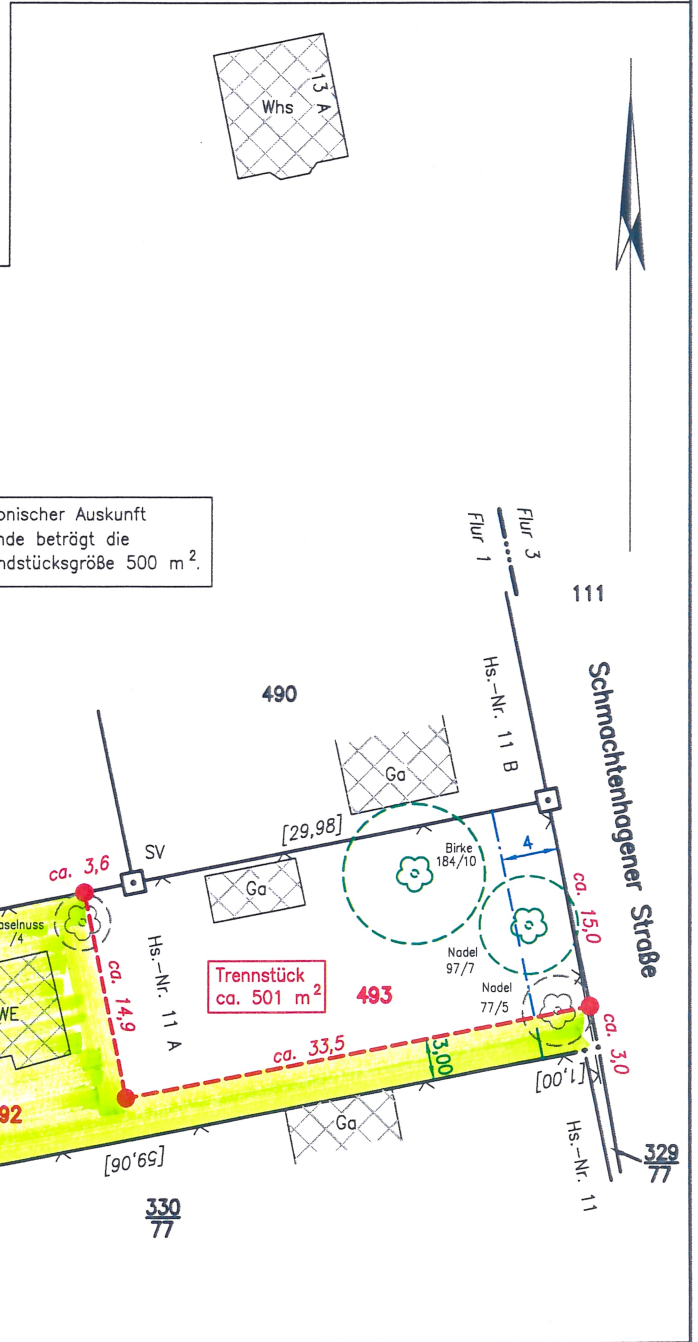 Whs
13 A
onischer Auskunft
nde beträgt die
ndstücksgröße 500 m².
Flur 3
Flur 1
111
Schmachtenhagener Straße
490
Hs.-Nr. 11 B
Ga
[29,98]
SV
ca. 3,6
Birke
184/10
4
ca. 15,0
Ga
aselnuss
/4
Hs.-Nr. 11 A
ca. 14,9
Trennstück
ca. 501 m²
493
Nadel
97/7
Nadel
77/5
WE
ca. 33,5
3,00
ca. 3,0
[1,00]
92
Ga
[59,06]
Hs.-Nr. 11
330
77
329
77